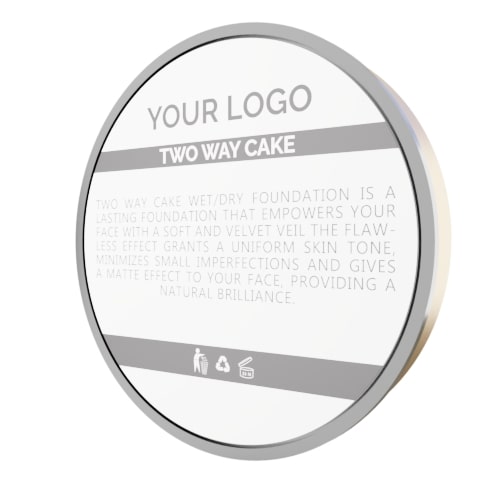 YOUR LOGO
TWO WAY CAKE
TWO WAY CAKE WET/DRY FOUNDATION IS A
LASTING FOUNDATION THAT EMPOWERS YOUR
FACE WITH A SOFT AND VELVET VEIL THE FLAW-
LESS EFFECT GRANTS A UNIFORM SKIN TONE,
MINIMIZES SMALL IMPERFECTIONS AND GIVES
A MATTE EFFECT TO YOUR FACE, PROVIDING A
NATURAL BRILLIANCE.